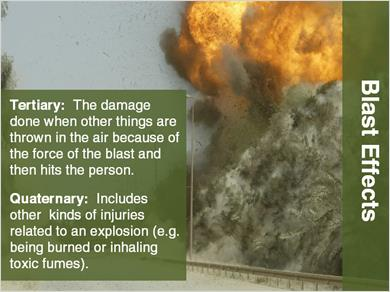 Tertiary:  The damage
done when other things are
thrown in the air because of
the force of the blast and
then hits the person.
Quaternary:  Includes
other  kinds of injuries
related to an explosion (e.g.
being burned or inhaling
toxic fumes).
Blast Effects